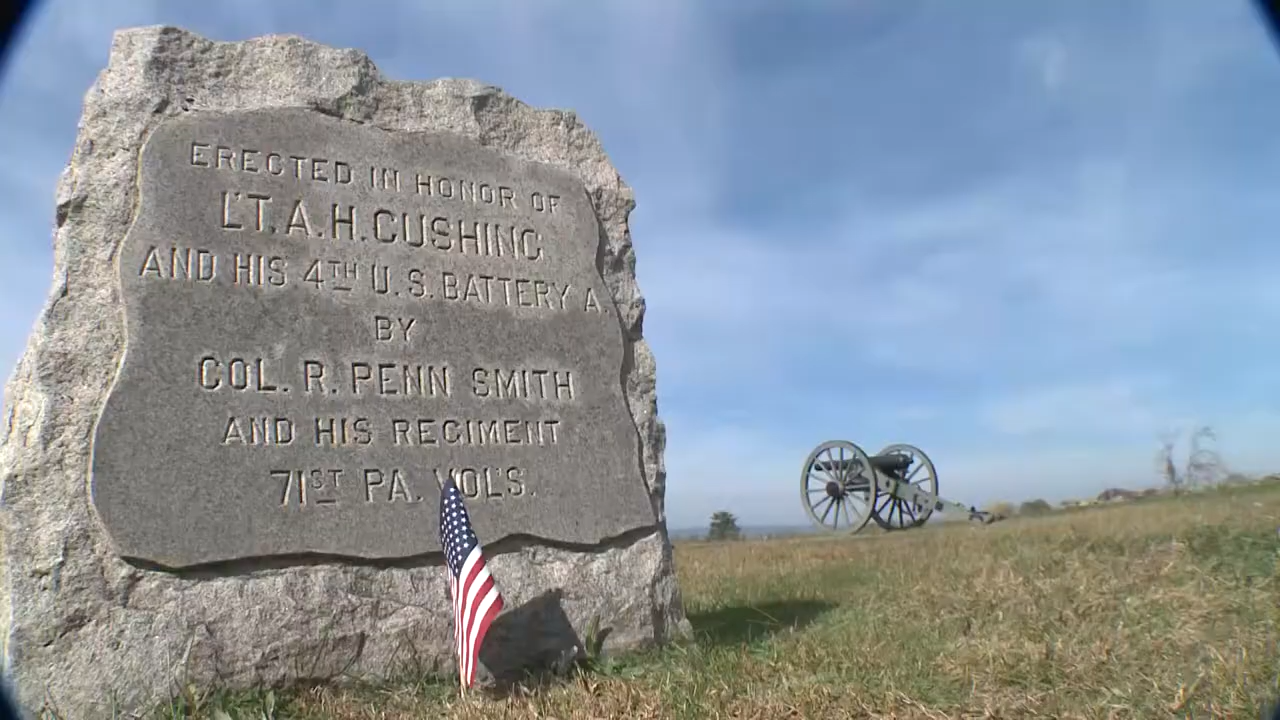 ERECTED IN HONOR OF
L'T. A. H. CUSHING
AND HIS 4TH U. S. BATTERY A.
BY
COL. R. PENN SMITH
AND HIS REGIMENT
71ST PA. VOL'S.